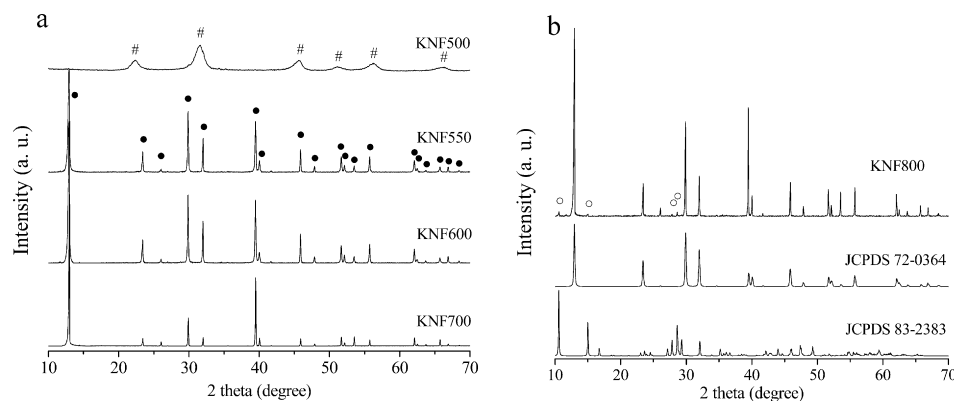 a
# # # # # #
KNF500
KNF550
KNF600
KNF700
Intensity (a. u.)
10 20 30 40 50 60 70
2 theta (degree)
b
KNF800
JCPDS 72-0364
JCPDS 83-2383
Intensity (a. u.)
10 20 30 40 50 60 70
2 theta (degree)